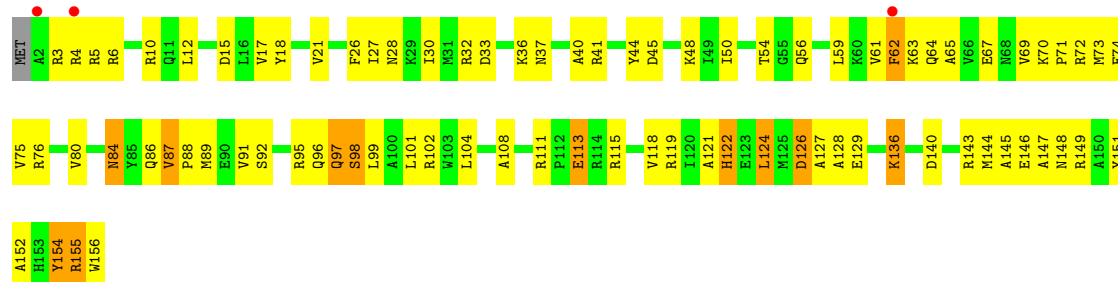 MET A2 R3 R4 R5 R6 R10 Q11 L12 D15 L16 V17 Y18 V21 F26 I27 N28 K29 I30 M31 R32 D33 K36 N37 A40 R41 Y44 D45 K48 I49 I50 T54 G55 Q56 L59 K60 V61 F62 K63 Q64 A65 V66 E67 N68 V69 K70 P71 R72 M73
V75 R76 V80 N84 Y85 Q86 V87 P88 M89 E90 V91 S92 R95 Q96 Q97 S98 L99 A100 L101 R102 W103 L104 A108 R111 P112 E113 R114 R115 V118 R119 I120 A121 H122 E123 L124 M125 D126 A127 A128 E129 K136 D140 R143 M144 A145 E146 A147 N148 R149 A150
A152 H153 Y154 R155 W156